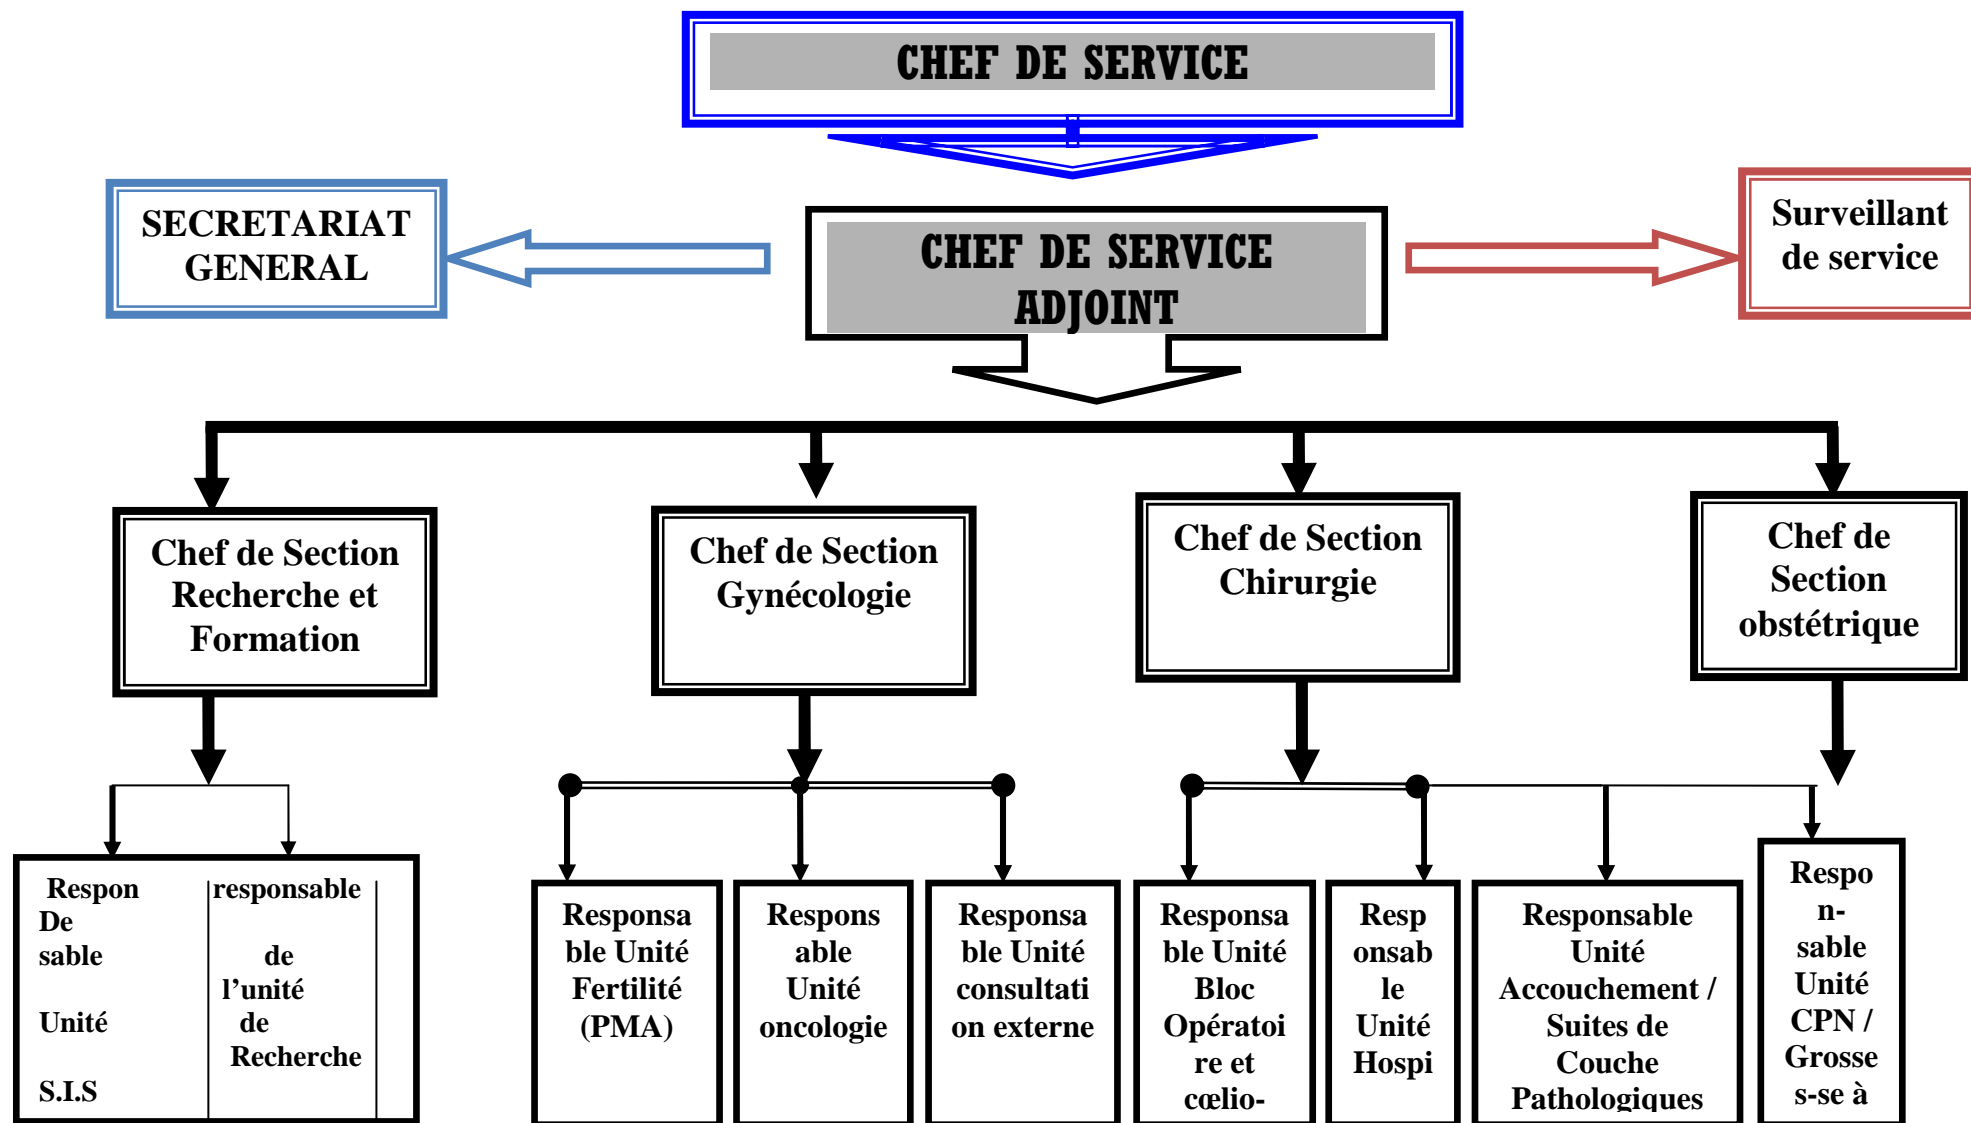 CHEF DE SERVICE
SECRETARIAT
GENERAL
CHEF DE SERVICE
ADJOINT
Surveillant
de service
Chef de Section
Recherche et
Formation
Chef de Section
Gynécologie
Chef de Section
Chirurgie
Chef de
Section
obstétrique
Respon
De
sable
Unité
S.I.S
responsable
de
l’unité
de
Recherche
Responsa
ble Unité
Fertilité
(PMA)
Respons
able
Unité
oncologie
Responsa
ble Unité
consultati
on externe
Responsa
ble Unité
Bloc
Opératoi
re et
cœlio-
Resp
onsab
le
Unité
Hospi
Responsable
Unité
Accouchement /
Suites de
Couche
Pathologiques
Respo
n-
sable
Unité
CPN /
Grosse
s-se à